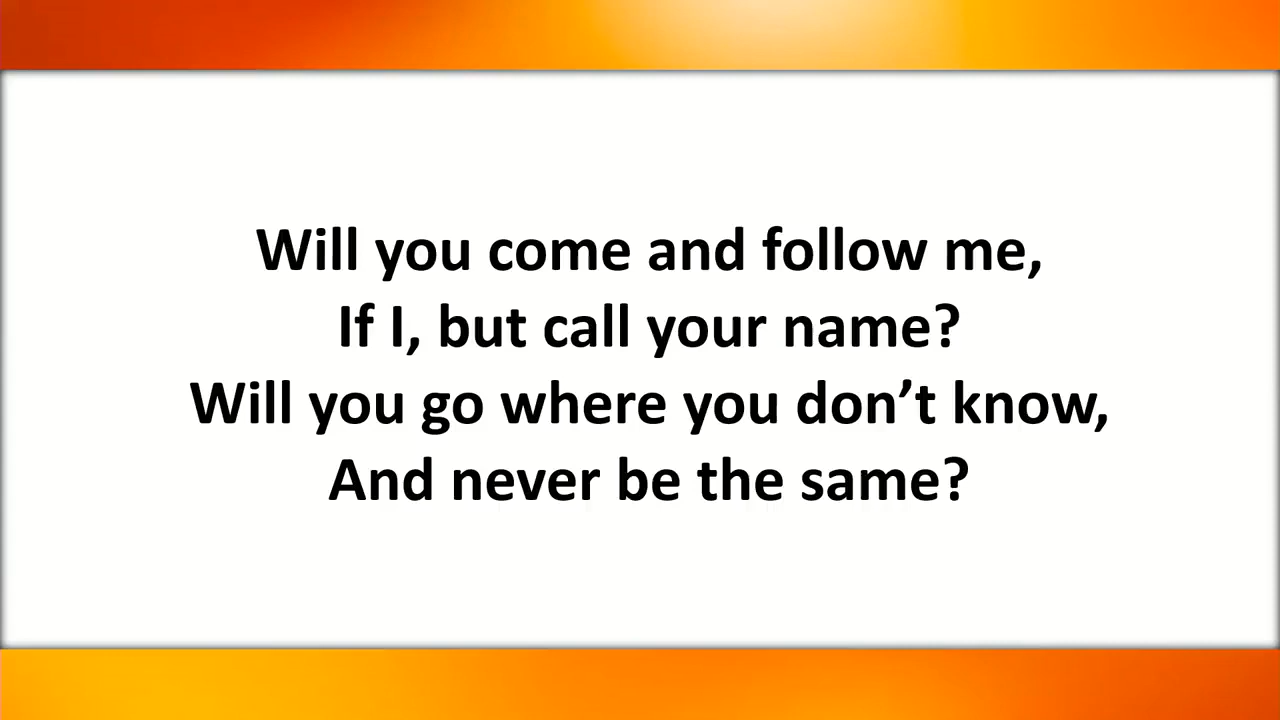 Will you come and follow me,
If I, but call your name?
Will you go where you don’t know,
And never be the same?